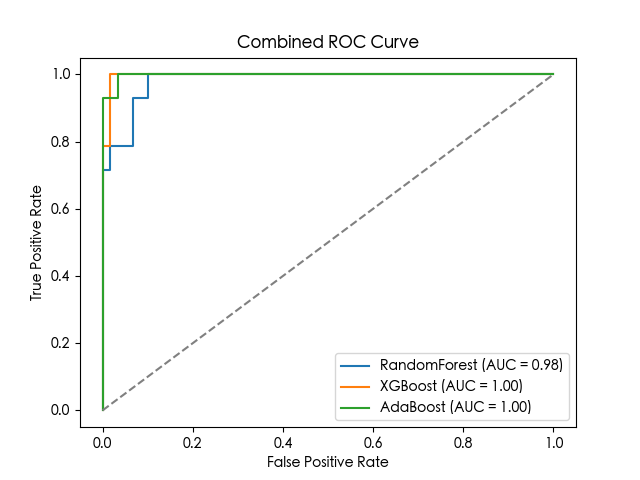 Combined ROC Curve
True Positive Rate
1.0
0.8
0.6
0.4
0.2
0.0
RandomForest (AUC = 0.98)
XGBoost (AUC = 1.00)
AdaBoost (AUC = 1.00)
0.0 0.2 0.4 0.6 0.8 1.0
False Positive Rate